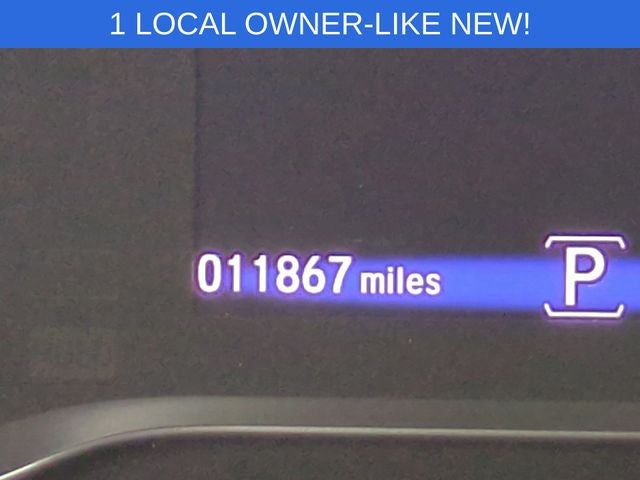 1 LOCAL OWNER-LIKE NEW!
011867 miles P